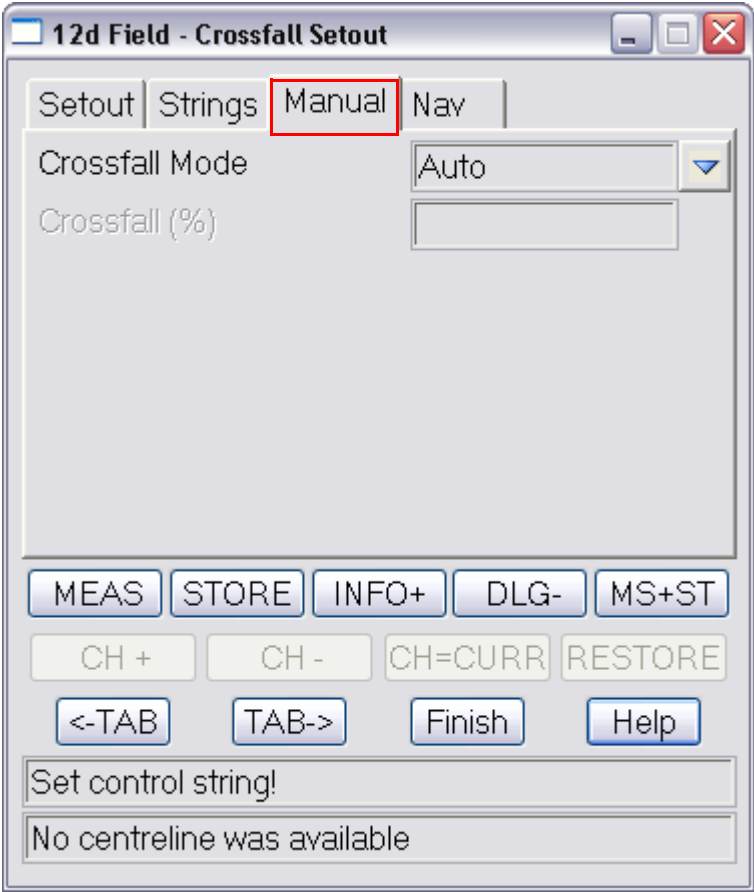 12d Field - Crossfall Setout
Setout Strings Manual Nav
Crossfall Mode Auto
Crossfall (%)
MEAS STORE INFO+ DLG- MS+ST
CH + CH - CH=CURR RESTORE
<-TAB TAB-> Finish Help
Set control string!
No centreline was available